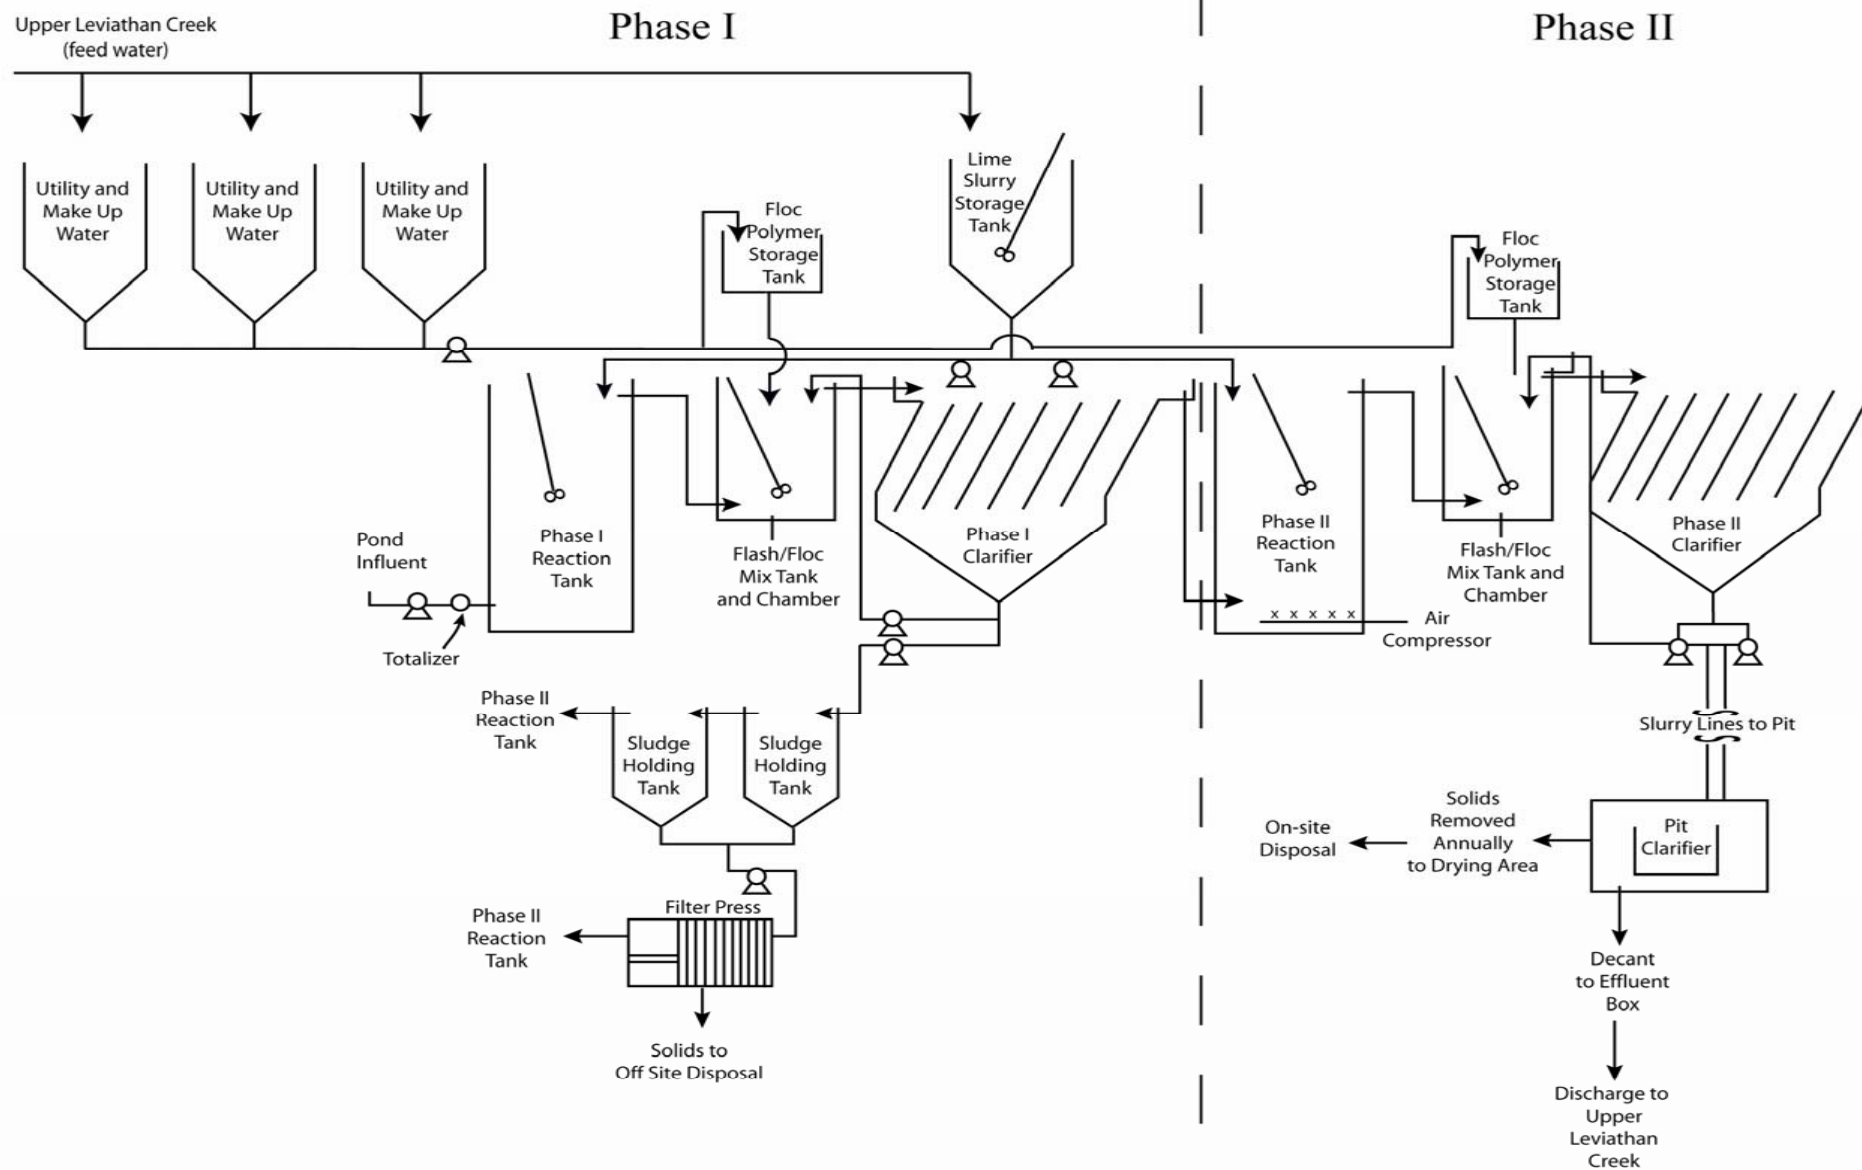 Upper Leviathan Creek
(feed water)
Phase I
Phase II
Utility and
Make Up
Water
Utility and
Make Up
Water
Utility and
Make Up
Water
Floc
Polymer
Storage
Tank
Lime
Slurry
Storage
Tank
Floc
Polymer
Storage
Tank
Pond
Influent
Totalizer
Phase I
Reaction
Tank
Flash/Floc
Mix Tank
and Chamber
Phase I
Clarifier
Phase II
Reaction
Tank
x x x x x
Air
Compressor
Flash/Floc
Mix Tank and
Chamber
Phase II
Clarifier
Phase II
Reaction
Tank
Sludge
Holding
Tank
Sludge
Holding
Tank
Slurry Lines to Pit
Phase II
Reaction
Tank
Filter Press
Solids to
Off Site Disposal
On-site
Disposal
Solids
Removed
Annually
to Drying Area
Pit
Clarifier
Decant
to Effluent
Box
Discharge to
Upper
Leviathan
Creek